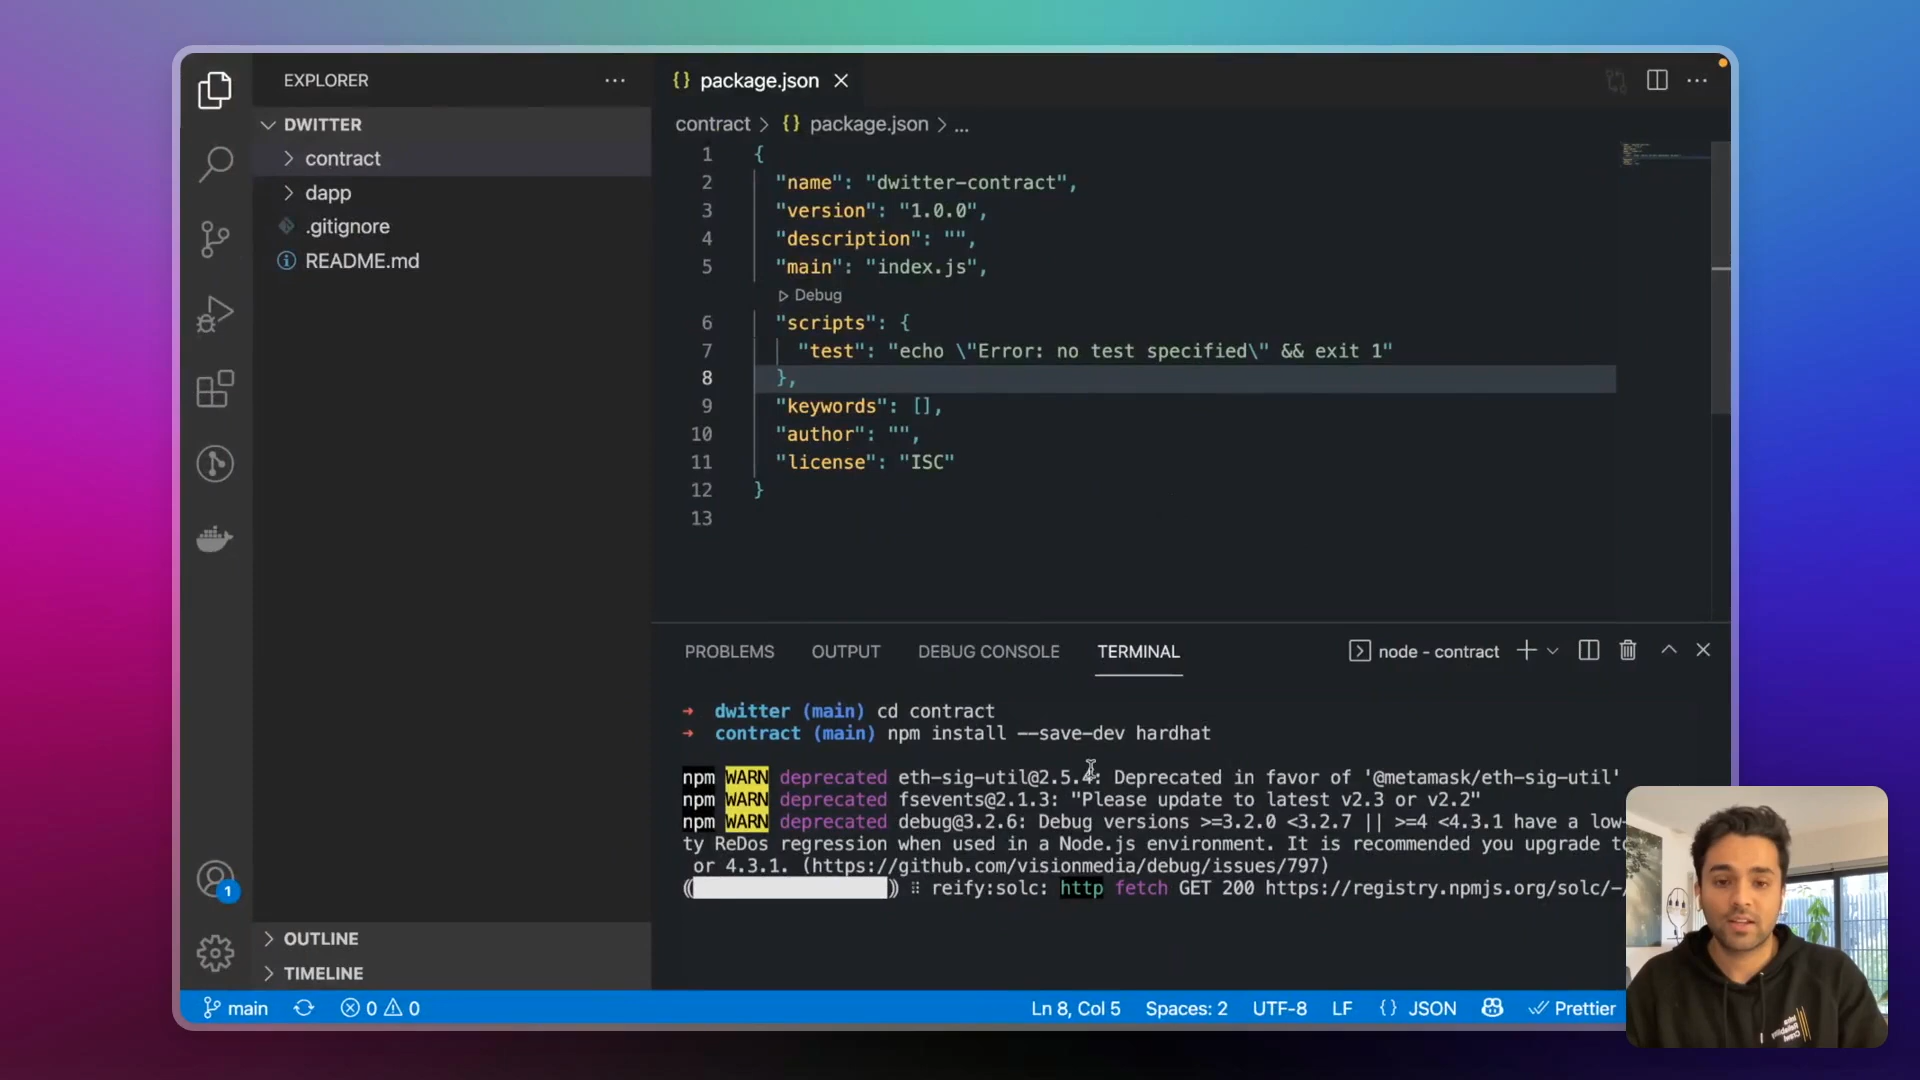 EXPLORER
DWITTER
contract
dapp
.gitignore
README.md
OUTLINE
TIMELINE
1
{} package.json
contract > {} package.json > ...
1 {
2 "name": "dwitter-contract",
3 "version": "1.0.0",
4 "description": "",
5 "main": "index.js",
Debug
6 "scripts": {
7 "test": "echo \"Error: no test specified\" && exit 1"
8 },
9 "keywords": [],
10 "author": "",
11 "license": "ISC"
12 }
13
PROBLEMS OUTPUT DEBUG CONSOLE TERMINAL node - contract
→ dwitter (main) cd contract
→ contract (main) npm install --save-dev hardhat
npm WARN deprecated eth-sig-util@2.5.4: Deprecated in favor of '@metamask/eth-sig-util'
npm WARN deprecated fsevents@2.1.3: "Please update to latest v2.3 or v2.2"
npm WARN deprecated debug@3.2.6: Debug versions >=3.2.0 <3.2.7 || >=4 <4.3.1 have a low-
ty ReDos regression when used in a Node.js environment. It is recommended you upgrade to
or 4.3.1. (https://github.com/visionmedia/debug/issues/797)
reify:solc: http fetch GET 200 https://registry.npmjs.org/solc/-/
main 0 0 Ln 8, Col 5 Spaces: 2 UTF-8 LF {} JSON Prettier